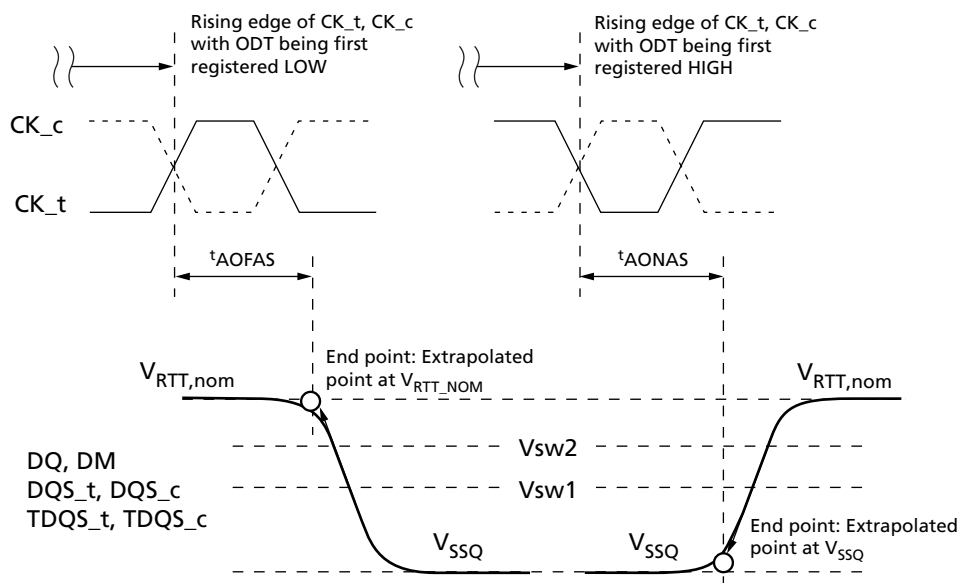 Rising edge of CK_t, CK_c
with ODT being first
registered LOW
Rising edge of CK_t, CK_c
with ODT being first
registered HIGH
CK_c
CK_t
tAOFAS
tAONAS
End point: Extrapolated
point at VRTT_NOM
VRTT,nom
VRTT,nom
Vsw2
DQ, DM
DQS_t, DQS_c
TDQS_t, TDQS_c
Vsw1
VSSQ
VSSQ
End point: Extrapolated
point at VSSQ